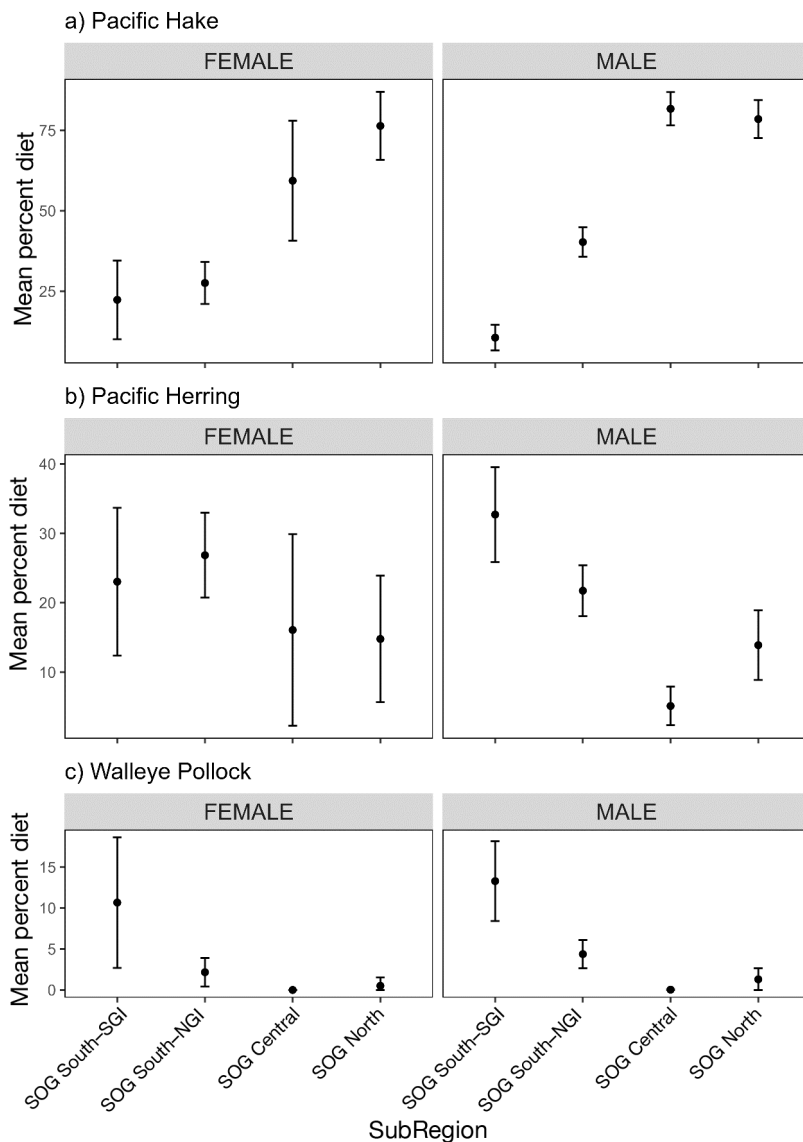 a) Pacific Hake
FEMALE
MALE
Mean percent diet
75
50
25
b) Pacific Herring
FEMALE
MALE
Mean percent diet
40
30
20
10
c) Walleye Pollock
FEMALE
MALE
Mean percent diet
15
10
5
0
SOG South–SGI
SOG South–NGI
SOG Central
SOG North
SOG South–SGI
SOG South–NGI
SOG Central
SOG North
SubRegion